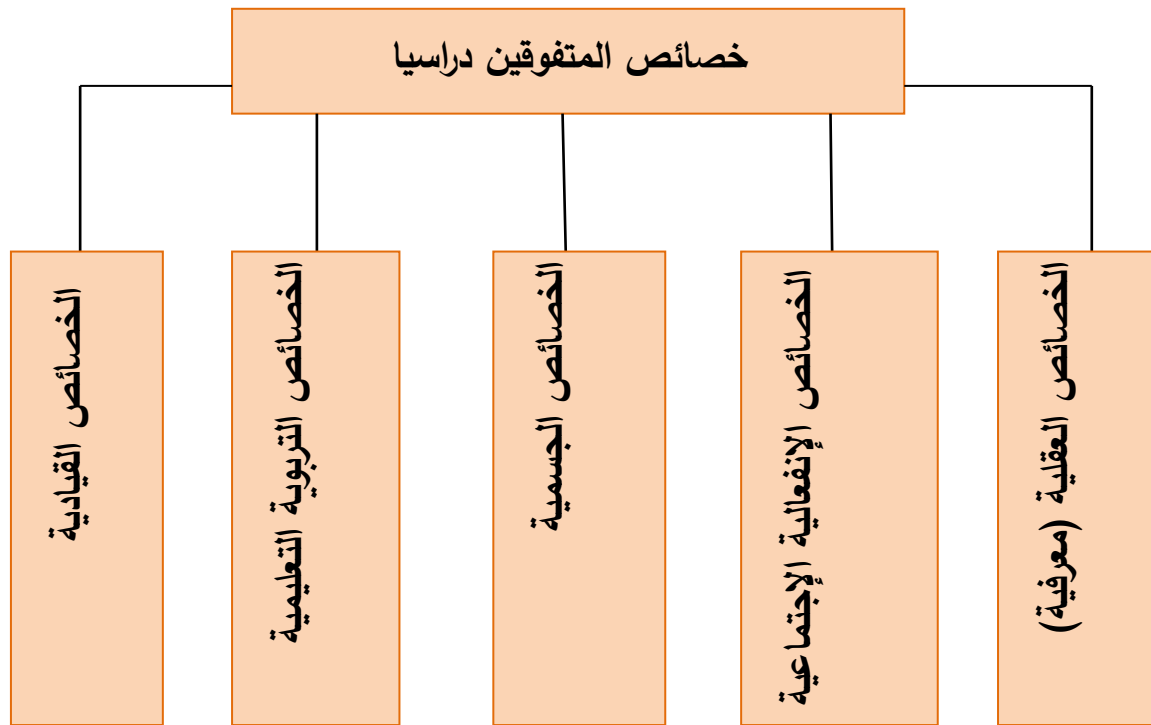 خصائص المتفوقين دراسيا
الخصائص العقلية (معرفية)
الخصائص الإنفعالية الإجتماعية
الخصائص الجسمية
الخصائص التربوية التعليمية
الخصائص القيادية